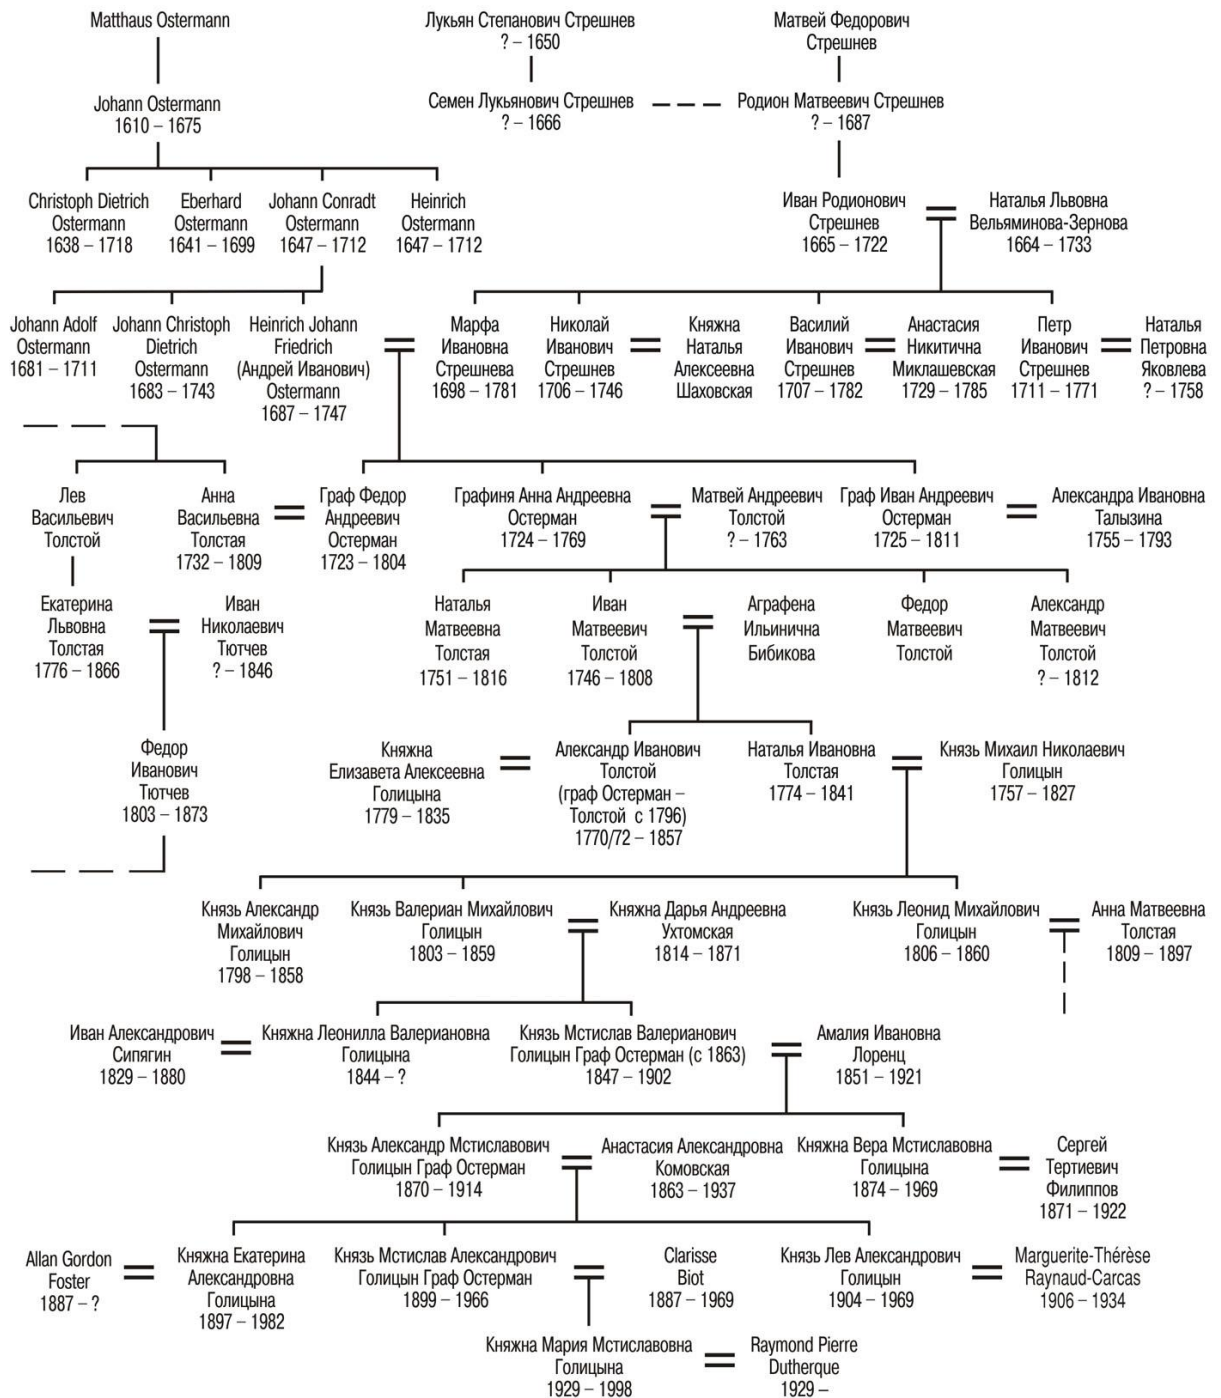 Matthaus Ostermann
Лукьян Степанович Стрешнев
? – 1650
Матвей Федорович
Стрешнев
Johann Ostermann
1610 – 1675
Семен Лукьянович Стрешнев
? – 1666
Родион Матвеевич Стрешнев
? – 1687
Christoph Dietrich
Ostermann
1638 – 1718
Eberhard
Ostermann
1641 – 1699
Johann Conradt
Ostermann
1647 – 1712
Heinrich
Ostermann
1647 – 1712
Иван Родионович
Стрешнев
1665 – 1722
Наталья Львовна
Вельяминова-Зернова
1664 – 1733
Johann Adolf
Ostermann
1681 – 1711
Johann Christoph
Dietrich
Ostermann
1683 – 1743
Heinrich Johann
Friedrich
(Андрей Иванович)
Ostermann
1687 – 1747
Марфа
Ивановна
Стрешнева
1698 – 1781
Николай
Иванович
Стрешнев
1706 – 1746
Княжна
Наталья
Алексеевна
Шаховская
Василий
Иванович
Стрешнев
1707 – 1782
Анастасия
Никитична
Миклашевская
1729 – 1785
Петр
Иванович
Стрешнев
1711 – 1771
Наталья
Петровна
Яковлева
? – 1758
Лев
Васильевич
Толстой
Анна
Васильевна
Толстая
1732 – 1809
Граф Федор
Андреевич
Остерман
1723 – 1804
Графиня Анна Андреевна
Остерман
1724 – 1769
Матвей Андреевич
Толстой
? – 1763
Граф Иван Андреевич
Остерман
1725 – 1811
Александра Ивановна
Талызина
1755 – 1793
Екатерина
Львовна
Толстая
1776 – 1866
Иван
Николаевич
Тютчев
? – 1846
Наталья
Матвеевна
Толстая
1751 – 1816
Иван
Матвеевич
Толстой
1746 – 1808
Аграфена
Ильинична
Бибикова
Федор
Матвеевич
Толстой
Александр
Матвеевич
Толстой
? – 1812
Федор
Иванович
Тютчев
1803 – 1873
Княжна
Елизавета Алексеевна
Голицына
1779 – 1835
Александр Иванович
Толстой
(граф Остерман –
Толстой с 1796)
1770/72 – 1857
Наталья Ивановна
Толстая
1774 – 1841
Князь Михаил Николаевич
Голицын
1757 – 1827
Князь Александр
Михайлович
Голицын
1798 – 1858
Князь Валериан Михайлович
Голицын
1803 – 1859
Княжна Дарья Андреевна
Ухтомская
1814 – 1871
Князь Леонид Михайлович
Голицын
1806 – 1860
Анна Матвеевна
Толстая
1809 – 1897
Иван Александрович
Сипягин
1829 – 1880
Княжна Леонилла Валериановна
Голицына
1844 – ?
Князь Мстислав Валерианович
Голицын Граф Остерман (с 1863)
1847 – 1902
Амалия Ивановна
Лоренц
1851 – 1921
Князь Александр Мстиславович
Голицын Граф Остерман
1870 – 1914
Анастасия Александровна
Комовская
1863 – 1937
Княжна Вера Мстиславовна
Голицына
1874 – 1969
Сергей
Тертиевич
Филиппов
1871 – 1922
Allan Gordon
Foster
1887 – ?
Княжна Екатерина
Александровна
Голицына
1897 – 1982
Князь Мстислав Александрович
Голицын Граф Остерман
1899 – 1966
Clarisse
Biot
1887 – 1969
Князь Лев Александрович
Голицын
1904 – 1969
Marguerite-Thérèse
Raynaud-Carcas
1906 – 1934
Княжна Мария Мстиславовна
Голицына
1929 – 1998
Raymond Pierre
Dutherque
1929 –